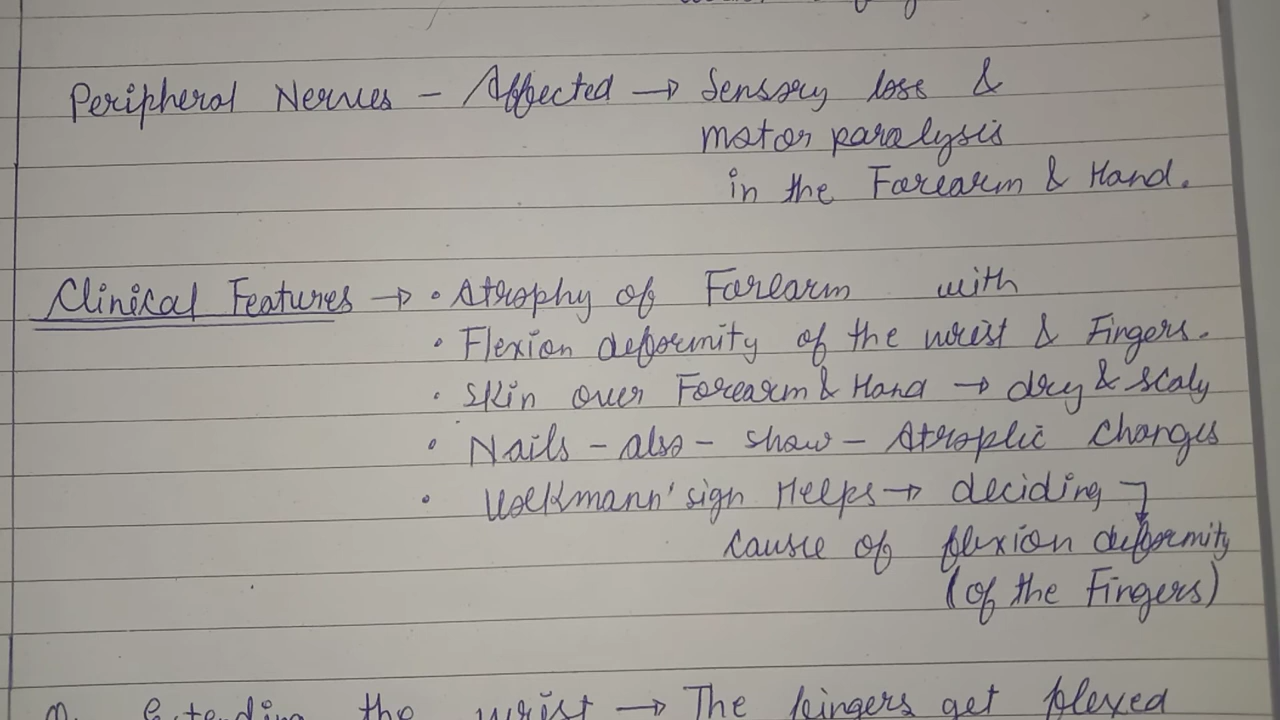 Peripheral Nerves - Affected → Sensory loss &
motor paralysis
in the Forearm & Hand.
Clinical Features → • Atrophy of Forearm with
• Flexion deformity of the wrist & Fingers.
• Skin over Forearm & Hand → dry & scaly
• Nails - also - show - Atrophic changes
• Volkmann' sign Helps → deciding
cause of flexion deformity
(of the Fingers)
extending the wrist → The fingers get flexed